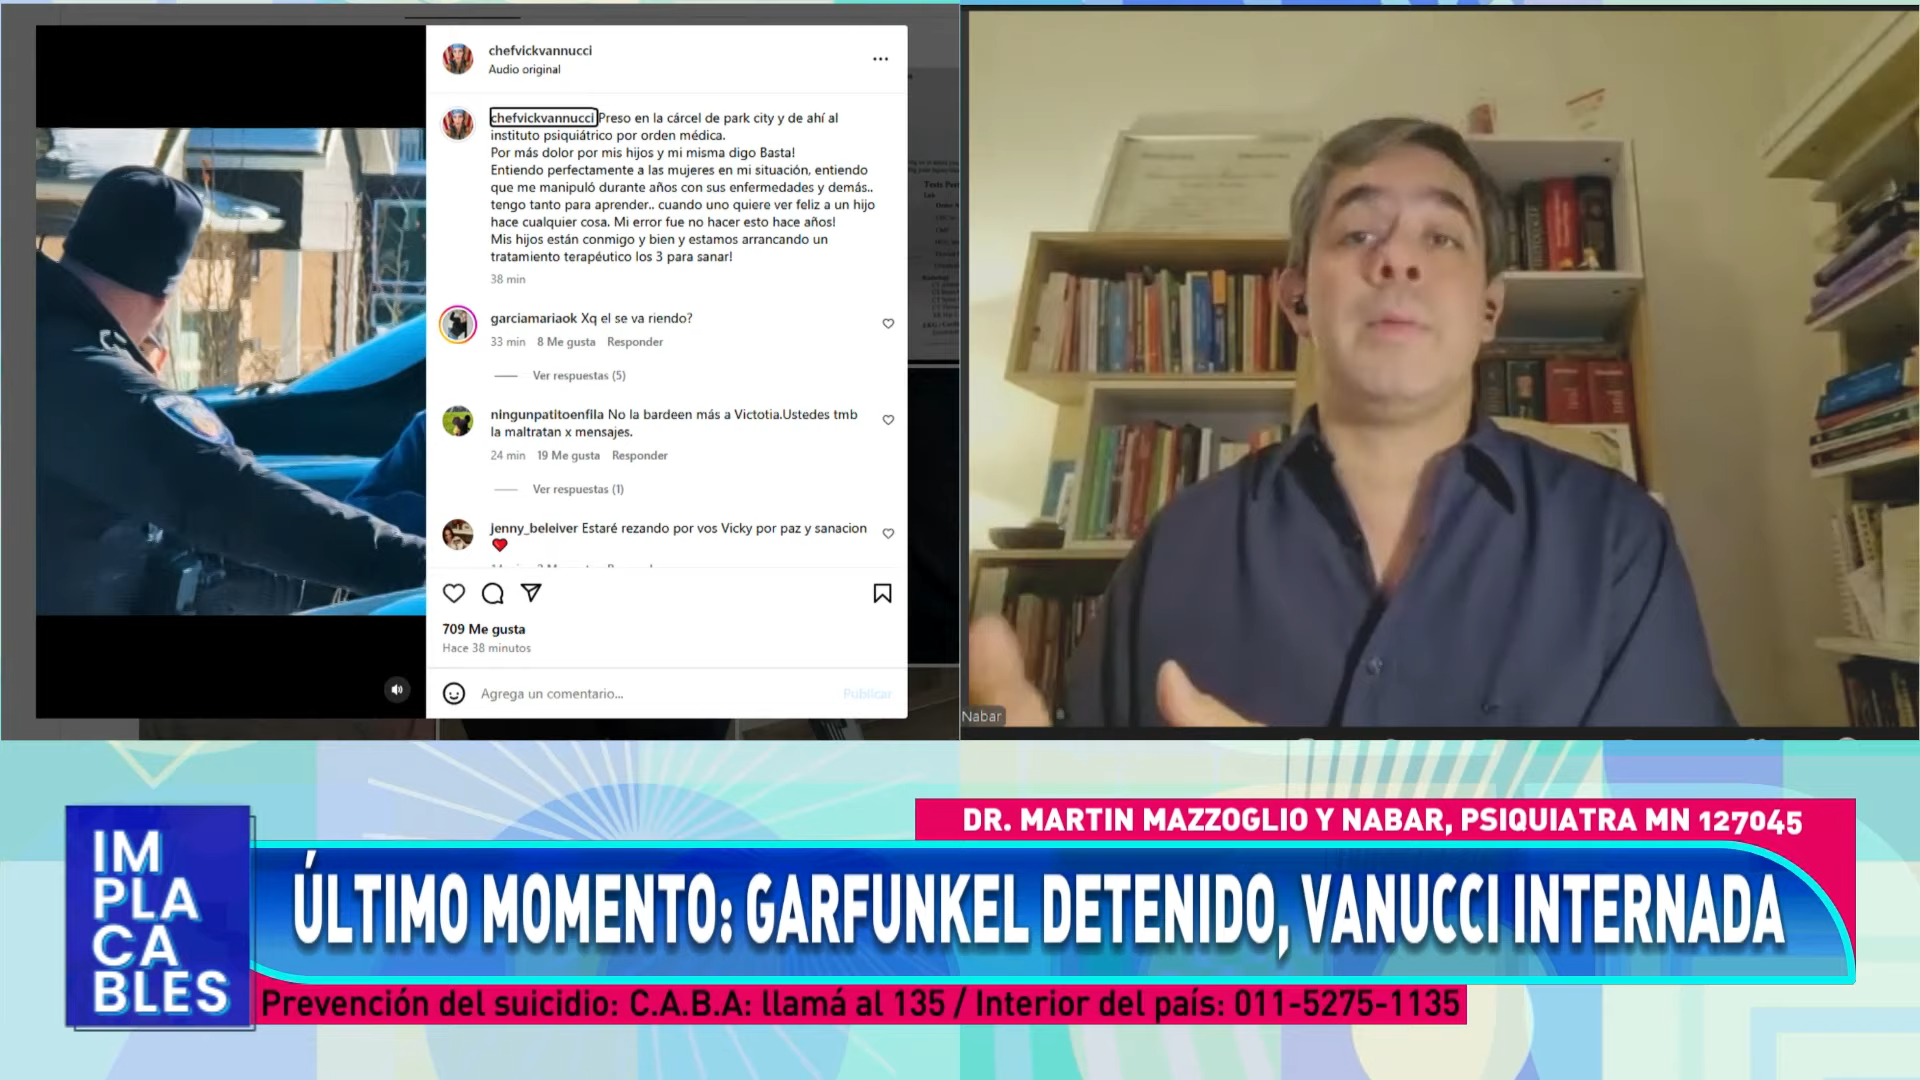 chefvickvannucci
Audio original
chefvickvannucci Preso en la cárcel de park city y de ahí al
instituto psiquiátrico por orden médica.
Por más dolor por mis hijos y mi misma digo Basta!
Entiendo perfectamente a las mujeres en mi situación, entiendo
que me manipuló durante años con sus enfermedades y demás..
tengo tanto para aprender.. cuando uno quiere ver feliz a un hijo
hace cualquier cosa. Mi error fue no hacer esto hace años!
Mis hijos están conmigo y bien y estamos arrancando un
tratamiento terapéutico los 3 para sanar!
38 min
garciamariaok Xq el se va riendo?
33 min 8 Me gusta Responder
Ver respuestas (5)
ningunpatitoenfila No la bardeen más a Victotia.Ustedes tmb
la maltratan x mensajes.
24 min 19 Me gusta Responder
Ver respuestas (1)
jenny_beleiver Estaré rezando por vos Vicky por paz y sanacion
❤️
709 Me gusta
Hace 38 minutos
Agrega un comentario...
Publicar
Nabar
DR. MARTIN MAZZOGLIO Y NABAR, PSIQUIATRA MN 127045
IM
PLA
CA
BLES
ÚLTIMO MOMENTO: GARFUNKEL DETENIDO, VANUCCI INTERNADA
Prevención del suicidio: C.A.B.A: llamá al 135 / Interior del país: 011-5275-1135